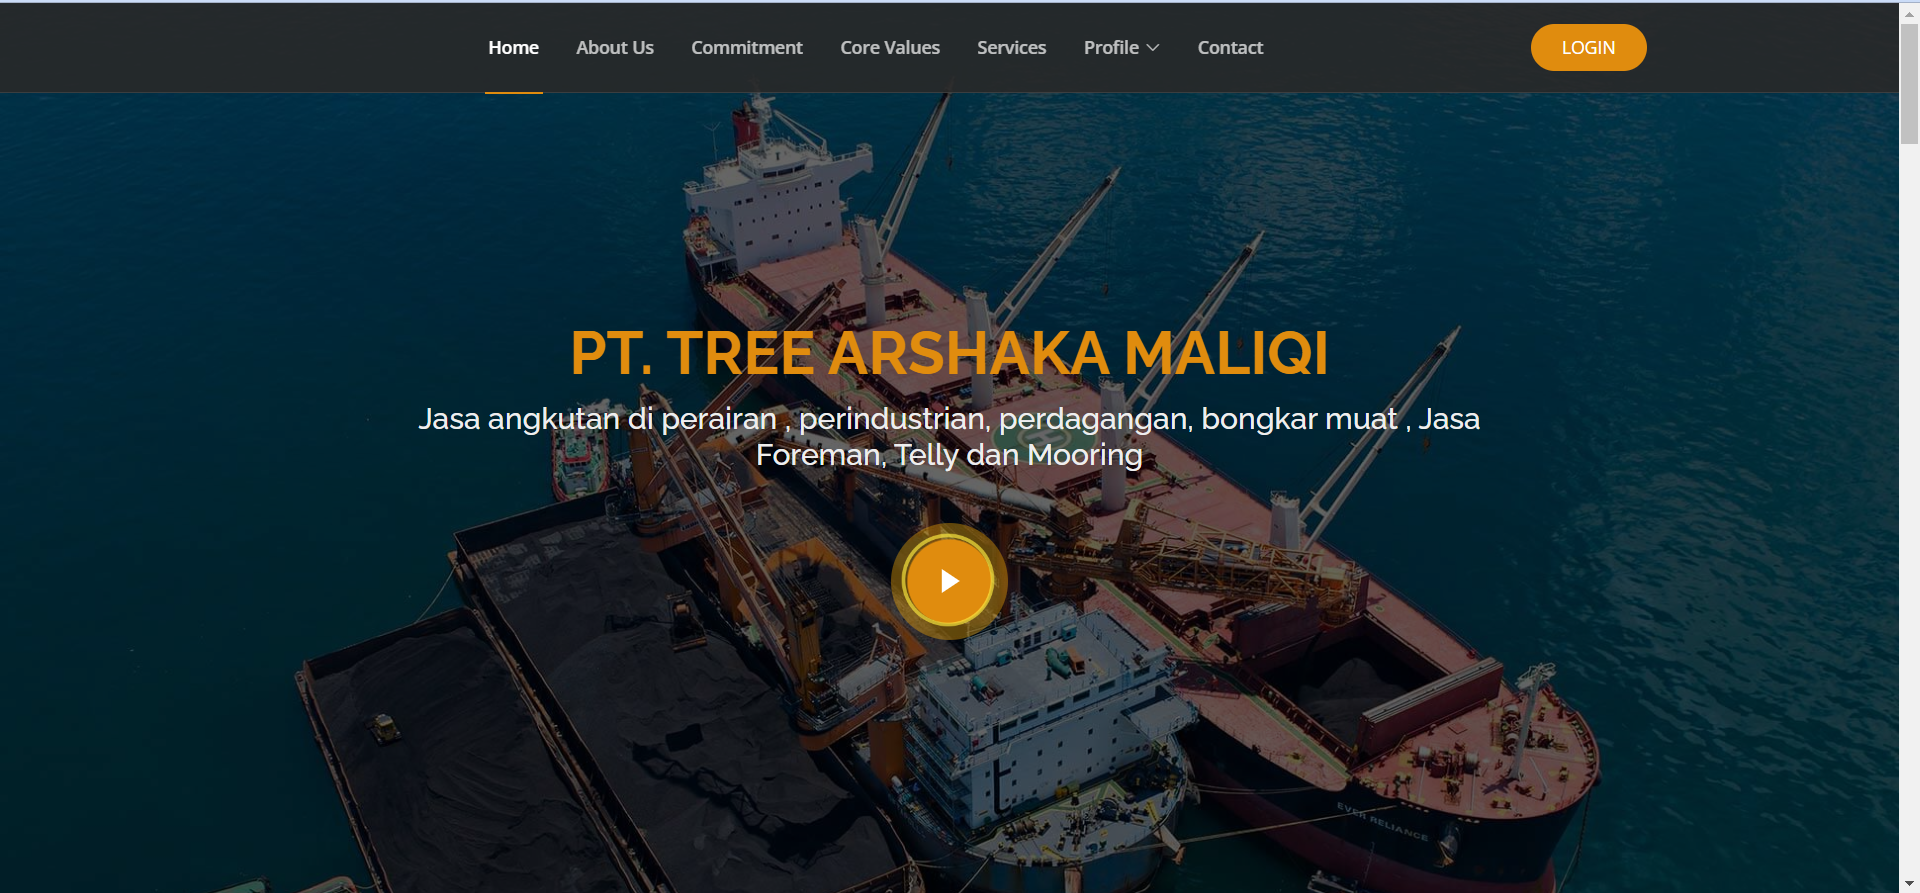 Home About Us Commitment Core Values Services Profile Contact LOGIN
PT. TREE ARSHAKA MALIQI
Jasa angkutan di perairan , perindustrian, perdagangan, bongkar muat , Jasa
Foreman, Telly dan Mooring
EVER RELIANCE